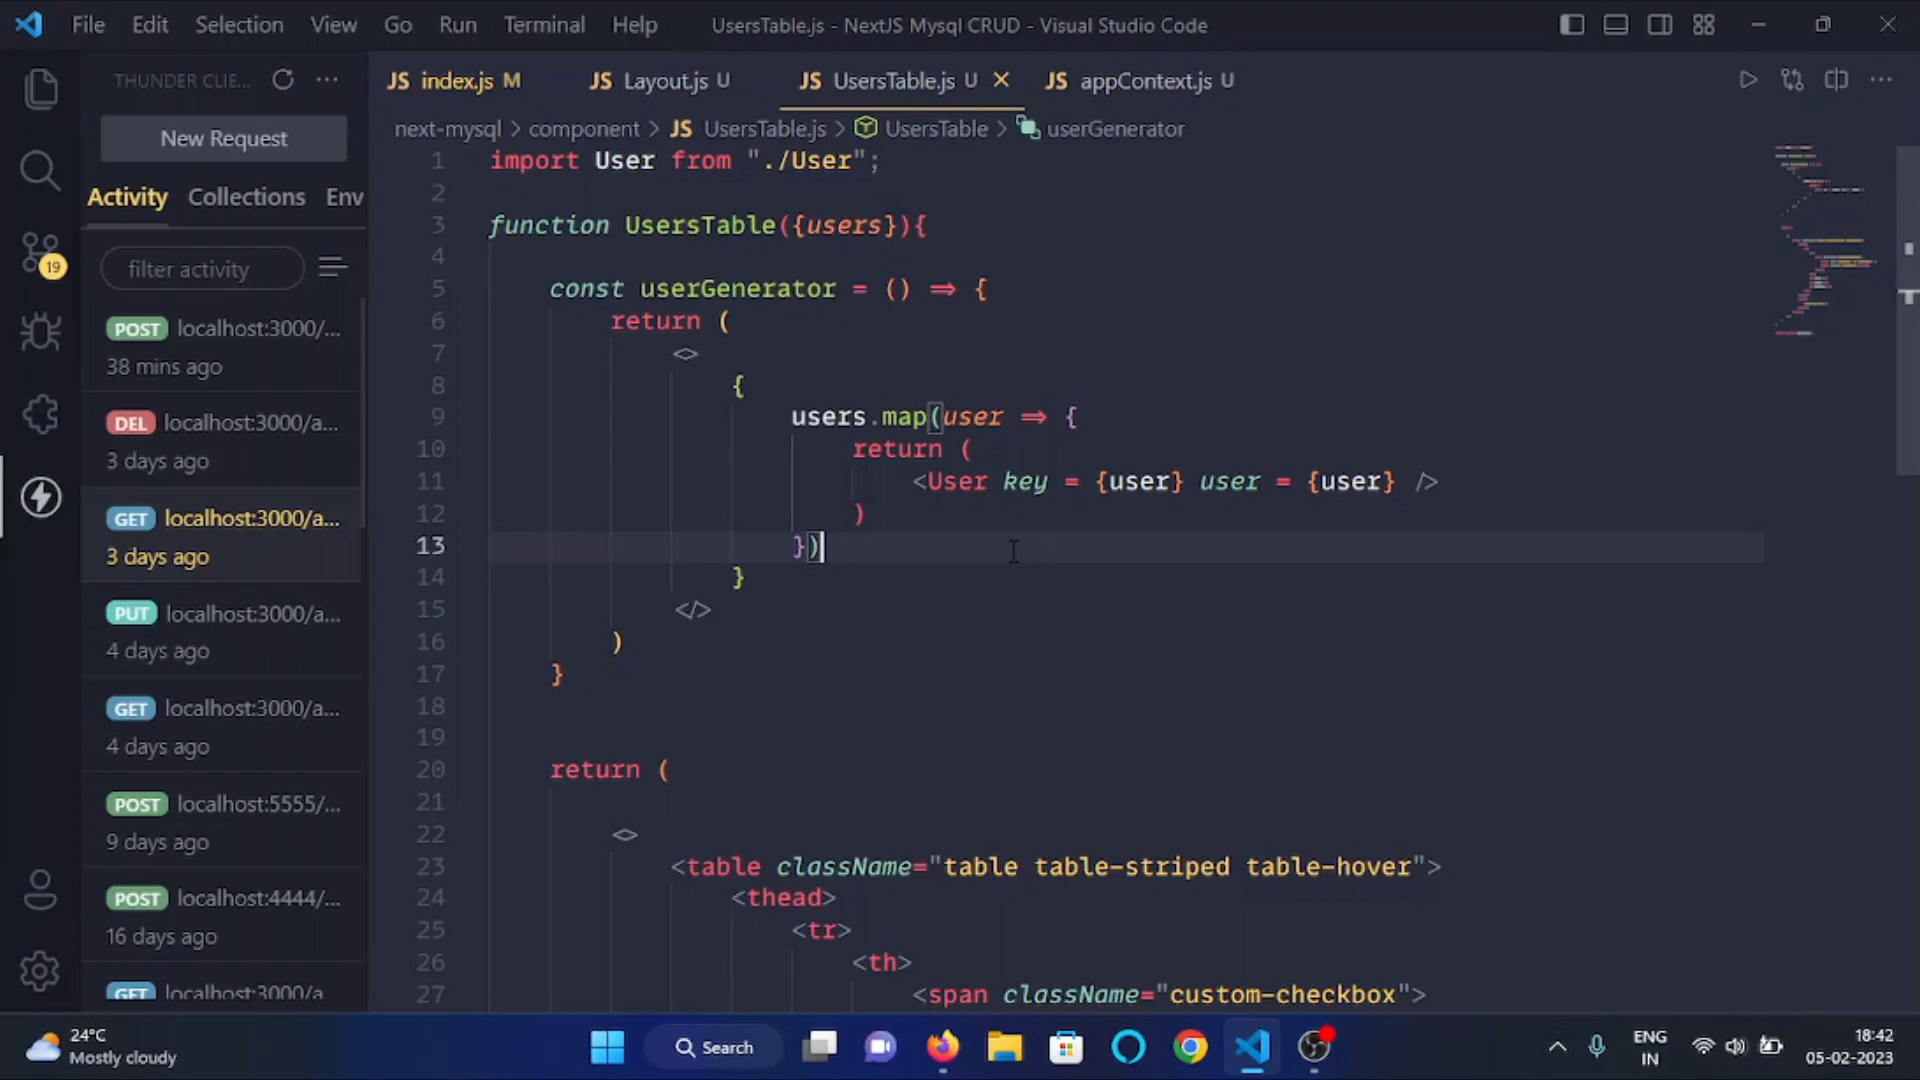 File Edit Selection View Go Run Terminal Help UsersTable.js - NextJS Mysql CRUD - Visual Studio Code
THUNDER CLIE...
New Request
Activity Collections Env
filter activity
POST localhost:3000/...
38 mins ago
DEL localhost:3000/a...
3 days ago
GET localhost:3000/a...
3 days ago
PUT localhost:3000/a...
4 days ago
GET localhost:3000/a...
4 days ago
POST localhost:5555/...
9 days ago
POST localhost:4444/...
16 days ago
GET localhost:3000/a
19
JS index.js M JS Layout.js U JS UsersTable.js U JS appContext.js U
next-mysql > component > JS UsersTable.js > UsersTable > userGenerator
1 import User from "./User";
2
3 function UsersTable({users}){
4
5 const userGenerator = () => {
6 return (
7 <>
8 {
9 users.map(user => {
10 return (
11 <User key = {user} user = {user} />
12 )
13 })
14 }
15 </>
16 )
17 }
18
19
20 return (
21
22 <>
23 <table className="table table-striped table-hover">
24 <thead>
25 <tr>
26 <th>
27 <span className="custom-checkbox">
24°C
Mostly cloudy
Search
ENG
IN
18:42
05-02-2023